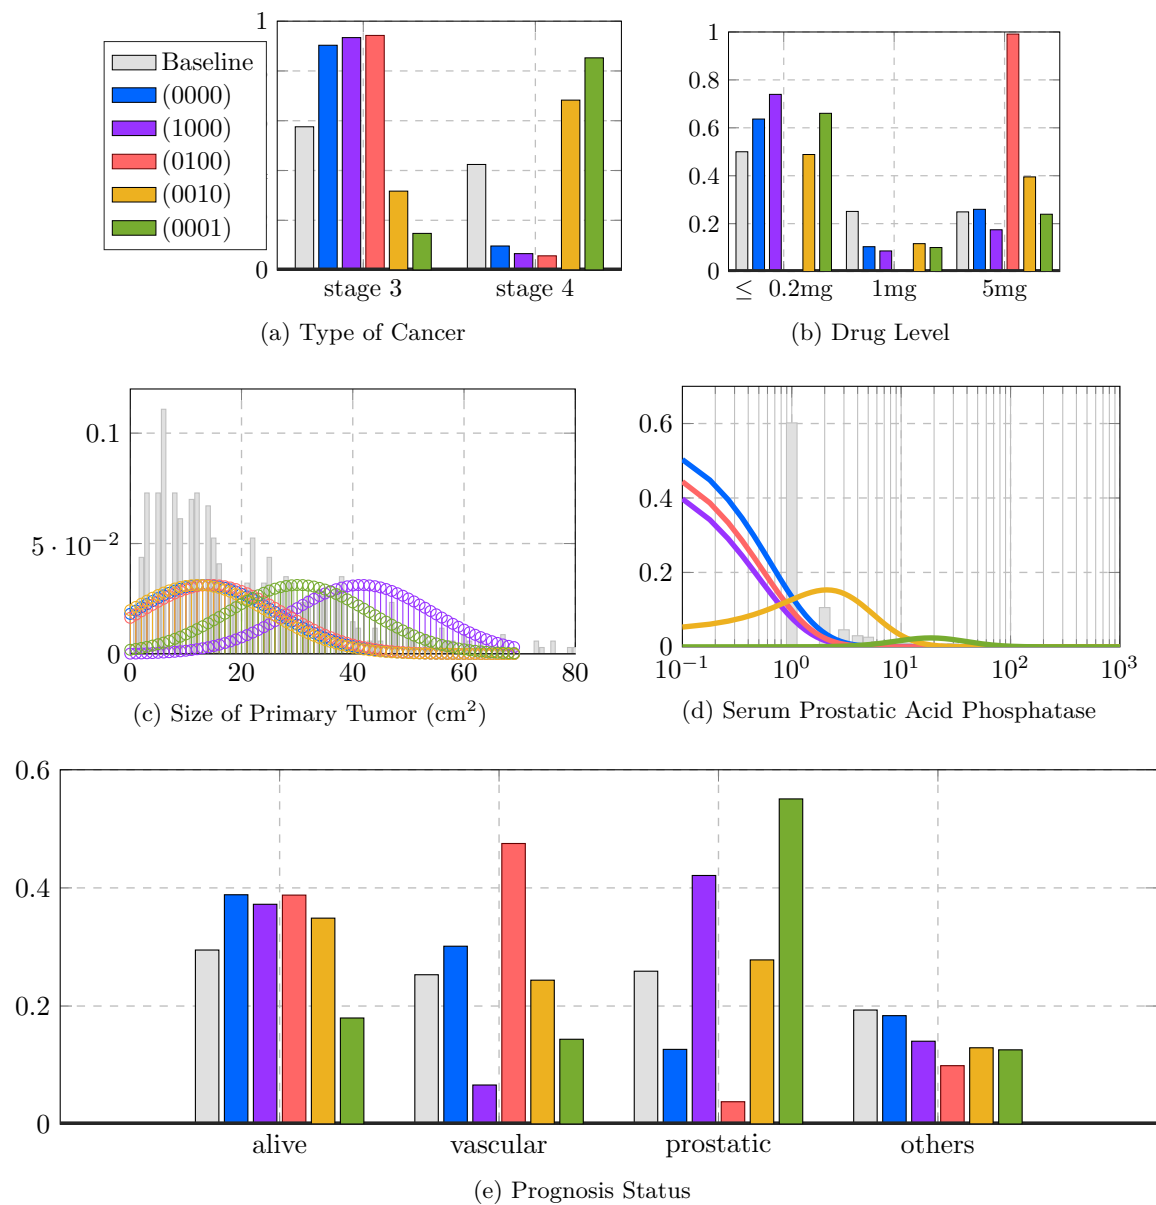 1
0
Baseline
(0000)
(1000)
(0100)
(0010)
(0001)
stage 3 stage 4
(a) Type of Cancer
1
0.8
0.6
0.4
0.2
0
≤ 0.2mg 1mg 5mg
(b) Drug Level
0.1
5 · 10⁻²
0
0 20 40 60 80
(c) Size of Primary Tumor (cm²)
0.6
0.4
0.2
0
10⁻¹ 10⁰ 10¹ 10² 10³
(d) Serum Prostatic Acid Phosphatase
0.6
0.4
0.2
0
alive vascular prostatic others
(e) Prognosis Status